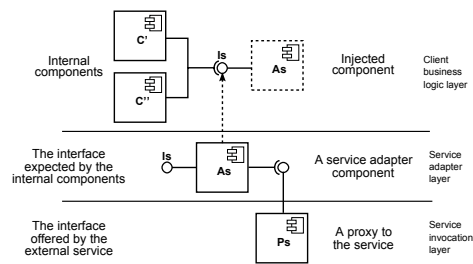 C'
Internal
components
Is
As
Injected
component
Client
business
logic layer
C''
The interface
expected by the
internal components
Is
As
A service adapter
component
Service
adapter
layer
The interface
offered by the
external service
Ps
A proxy to
the service
Service
invocation
layer